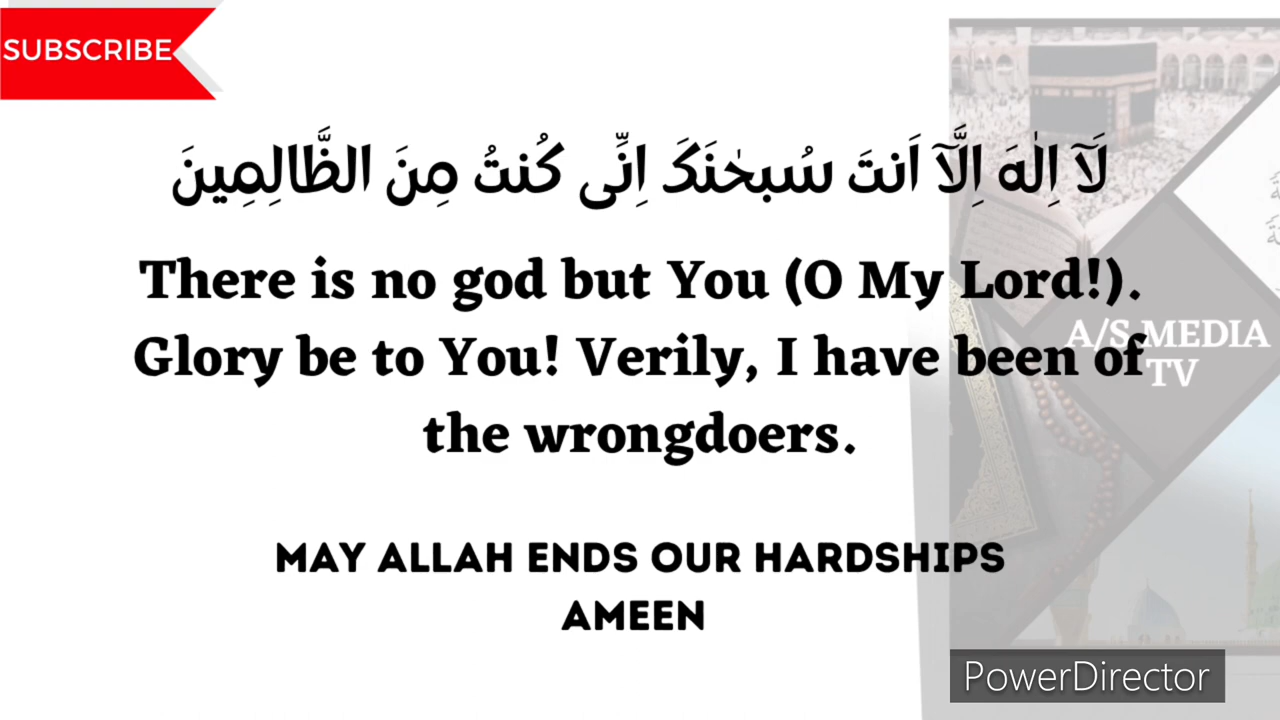 SUBSCRIBE
لَآ اِلٰهَ اِلَّآ اَنتَ سُبحٰنَكَ اِنِّى كُنتُ مِنَ الظَّالِمِينَ
There is no god but You (O My Lord!).
Glory be to You! Verily, I have been of
the wrongdoers.
A/S MEDIA
TV
MAY ALLAH ENDS OUR HARDSHIPS
AMEEN
PowerDirector